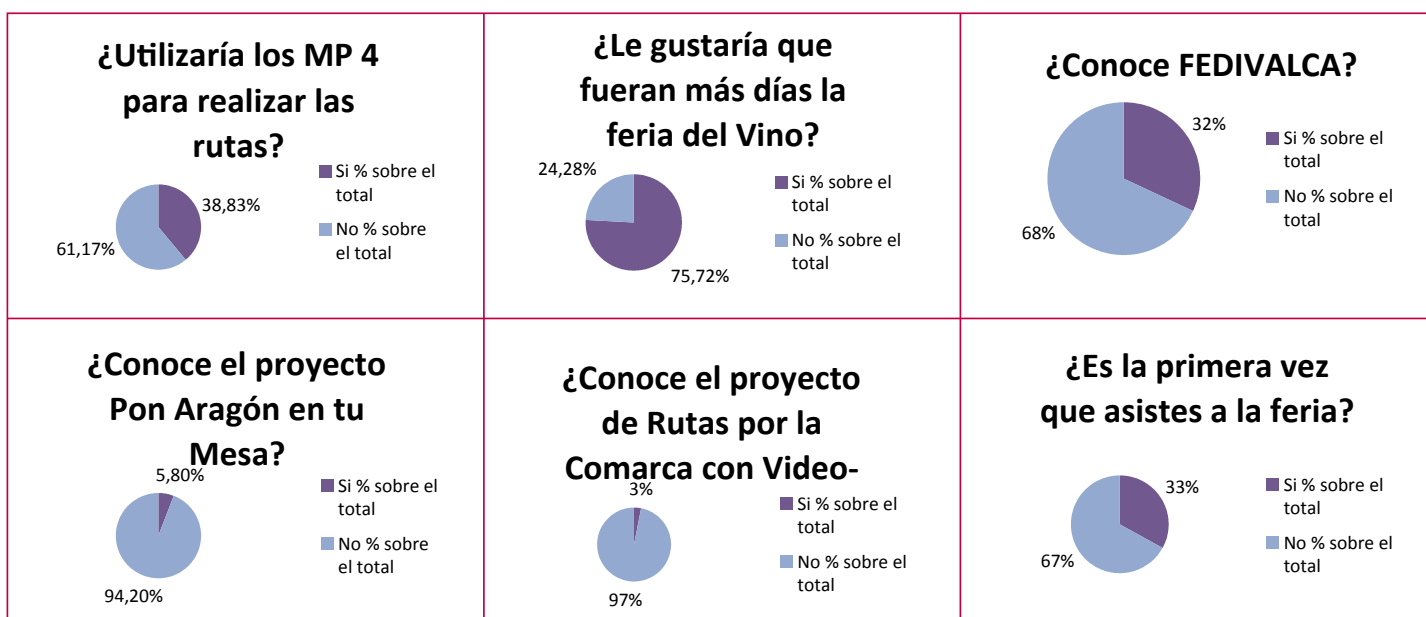 ¿Utilizaría los MP 4
para realizar las
rutas?
Si % sobre el
total
38,83%
No % sobre
el total
61,17%
¿Le gustaría que
fueran más días la
feria del Vino?
24,28%
Si % sobre el
total
No % sobre el
total
75,72%
¿Conoce FEDIVALCA?
32%
Si % sobre el
total
No % sobre el
total
68%
¿Conoce el proyecto
Pon Aragón en tu
Mesa?
5,80%
Si % sobre el
total
No % sobre
el total
94,20%
¿Conoce el proyecto
de Rutas por la
Comarca con Video-
3%
Si % sobre el
total
No % sobre el
total
97%
¿Es la primera vez
que asistes a la feria?
33%
Si % sobre el
total
No % sobre el
total
67%